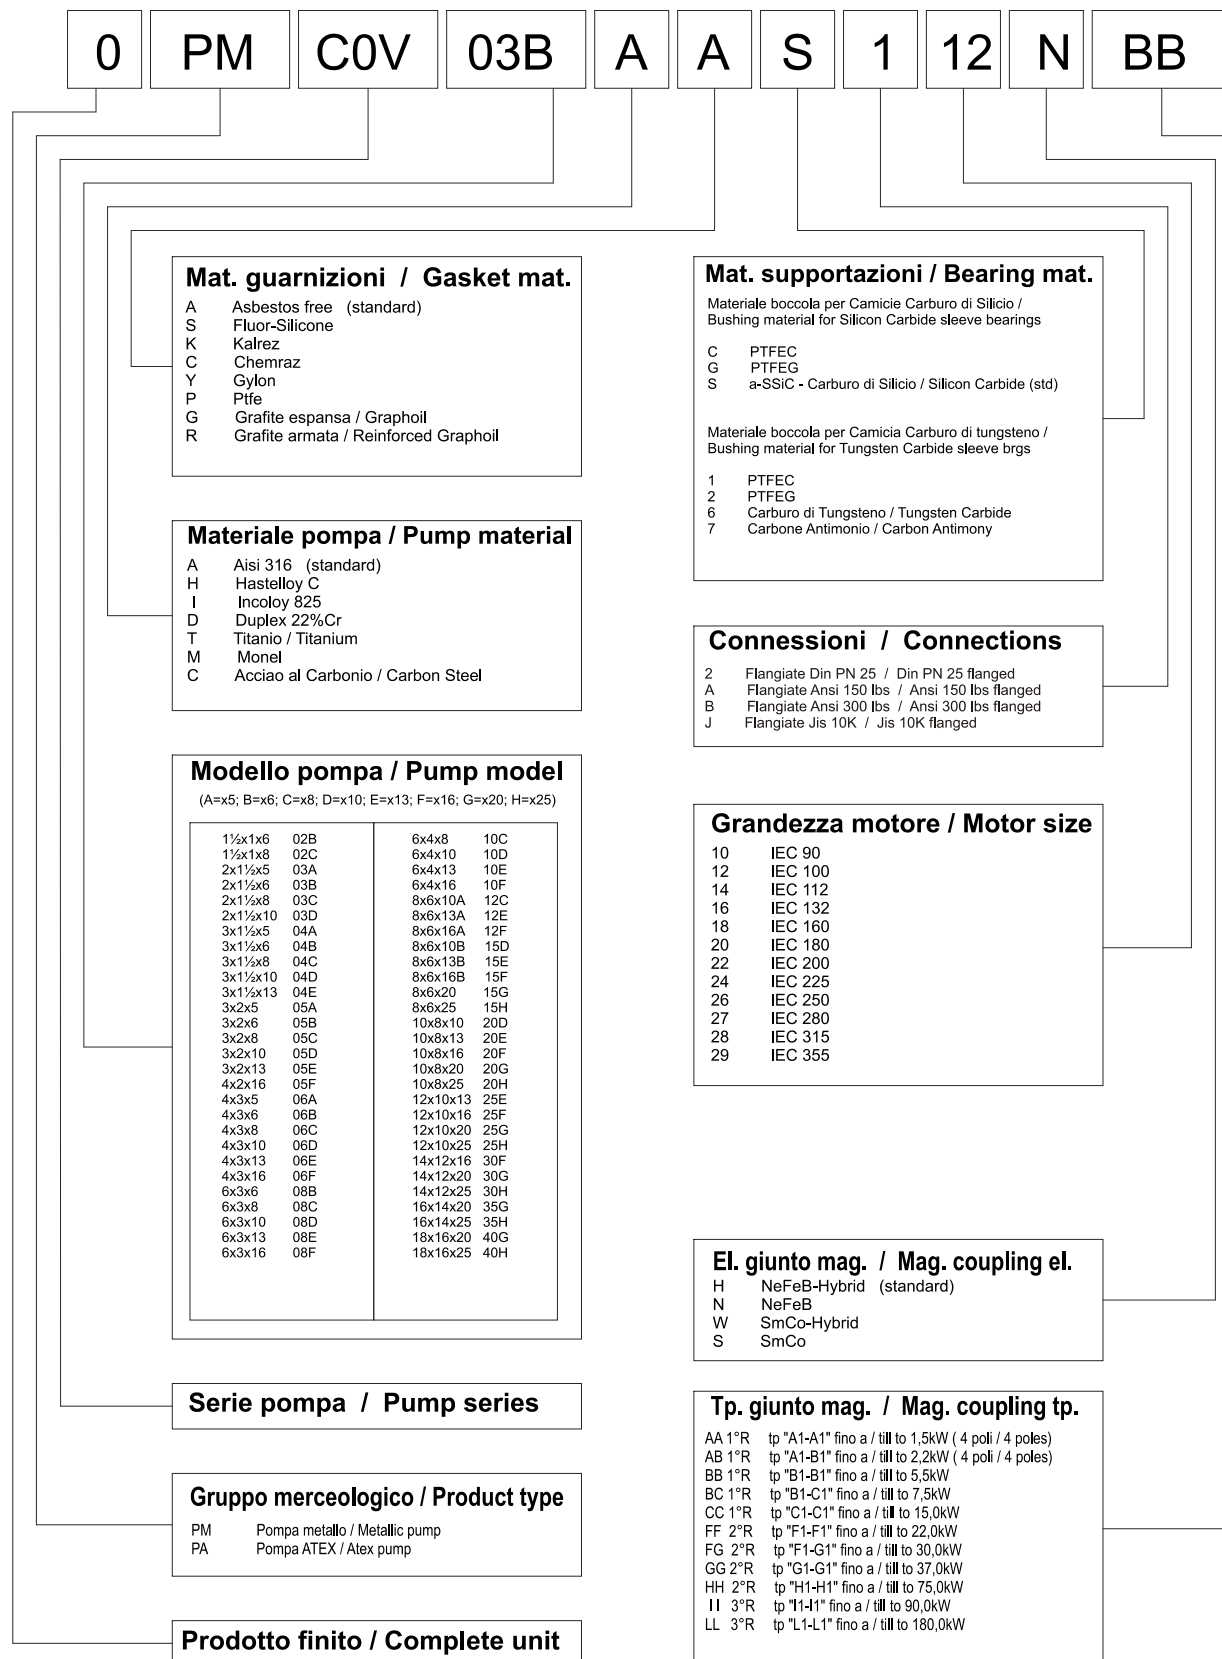 0 PM C0V 03B A A S 1 12 N BB
Mat. guarnizioni / Gasket mat.
A Asbestos free (standard)
S Fluor-Silicone
K Kalrez
C Chemraz
Y Gylon
P Ptfe
G Grafite espansa / Graphoil
R Grafite armata / Reinforced Graphoil
Materiale pompa / Pump material
A Aisi 316 (standard)
H Hastelloy C
I Incoloy 825
D Duplex 22%Cr
T Titanio / Titanium
M Monel
C Acciao al Carbonio / Carbon Steel
Modello pompa / Pump model
(A=x5; B=x6; C=x8; D=x10; E=x13; F=x16; G=x20; H=x25)
1½x1x6 02B
1½x1x8 02C
2x1½x5 03A
2x1½x6 03B
2x1½x8 03C
2x1½x10 03D
3x1½x5 04A
3x1½x6 04B
3x1½x8 04C
3x1½x10 04D
3x1½x13 04E
3x2x5 05A
3x2x6 05B
3x2x8 05C
3x2x10 05D
3x2x13 05E
4x2x16 05F
4x3x5 06A
4x3x6 06B
4x3x8 06C
4x3x10 06D
4x3x13 06E
4x3x16 06F
6x3x6 08B
6x3x8 08C
6x3x10 08D
6x3x13 08E
6x3x16 08F
6x4x8 10C
6x4x10 10D
6x4x13 10E
6x4x16 10F
8x6x10A 12C
8x6x13A 12E
8x6x16A 12F
8x6x10B 15D
8x6x13B 15E
8x6x16B 15F
8x6x20 15G
8x6x25 15H
10x8x10 20D
10x8x13 20E
10x8x16 20F
10x8x20 20G
10x8x25 20H
12x10x13 25E
12x10x16 25F
12x10x20 25G
12x10x25 25H
14x12x16 30F
14x12x20 30G
14x12x25 30H
16x14x20 35G
16x14x25 35H
18x16x20 40G
18x16x25 40H
Serie pompa / Pump series
Gruppo merceologico / Product type
PM Pompa metallo / Metallic pump
PA Pompa ATEX / Atex pump
Prodotto finito / Complete unit
Mat. supportazioni / Bearing mat.
Materiale boccola per Camicie Carburo di Silicio /
Bushing material for Silicon Carbide sleeve bearings
C PTFEC
G PTFEG
S a-SSiC - Carburo di Silicio / Silicon Carbide (std)
Materiale boccola per Camicia Carburo di tungsteno /
Bushing material for Tungsten Carbide sleeve brgs
1 PTFEC
2 PTFEG
6 Carburo di Tungsteno / Tungsten Carbide
7 Carbone Antimonio / Carbon Antimony
Connessioni / Connections
2 Flangiate Din PN 25 / Din PN 25 flanged
A Flangiate Ansi 150 lbs / Ansi 150 lbs flanged
B Flangiate Ansi 300 lbs / Ansi 300 lbs flanged
J Flangiate Jis 10K / Jis 10K flanged
Grandezza motore / Motor size
10 IEC 90
12 IEC 100
14 IEC 112
16 IEC 132
18 IEC 160
20 IEC 180
22 IEC 200
24 IEC 225
26 IEC 250
27 IEC 280
28 IEC 315
29 IEC 355
El. giunto mag. / Mag. coupling el.
H NeFeB-Hybrid (standard)
N NeFeB
W SmCo-Hybrid
S SmCo
Tp. giunto mag. / Mag. coupling tp.
AA 1°R tp "A1-A1" fino a / till to 1,5kW ( 4 poli / 4 poles)
AB 1°R tp "A1-B1" fino a / till to 2,2kW ( 4 poli / 4 poles)
BB 1°R tp "B1-B1" fino a / till to 5,5kW
BC 1°R tp "B1-C1" fino a / till to 7,5kW
CC 1°R tp "C1-C1" fino a / till to 15,0kW
FF 2°R tp "F1-F1" fino a / till to 22,0kW
FG 2°R tp "F1-G1" fino a / till to 30,0kW
GG 2°R tp "G1-G1" fino a / till to 37,0kW
HH 2°R tp "H1-H1" fino a / till to 75,0kW
I I 3°R tp "I1-I1" fino a / till to 90,0kW
LL 3°R tp "L1-L1" fino a / till to 180,0kW